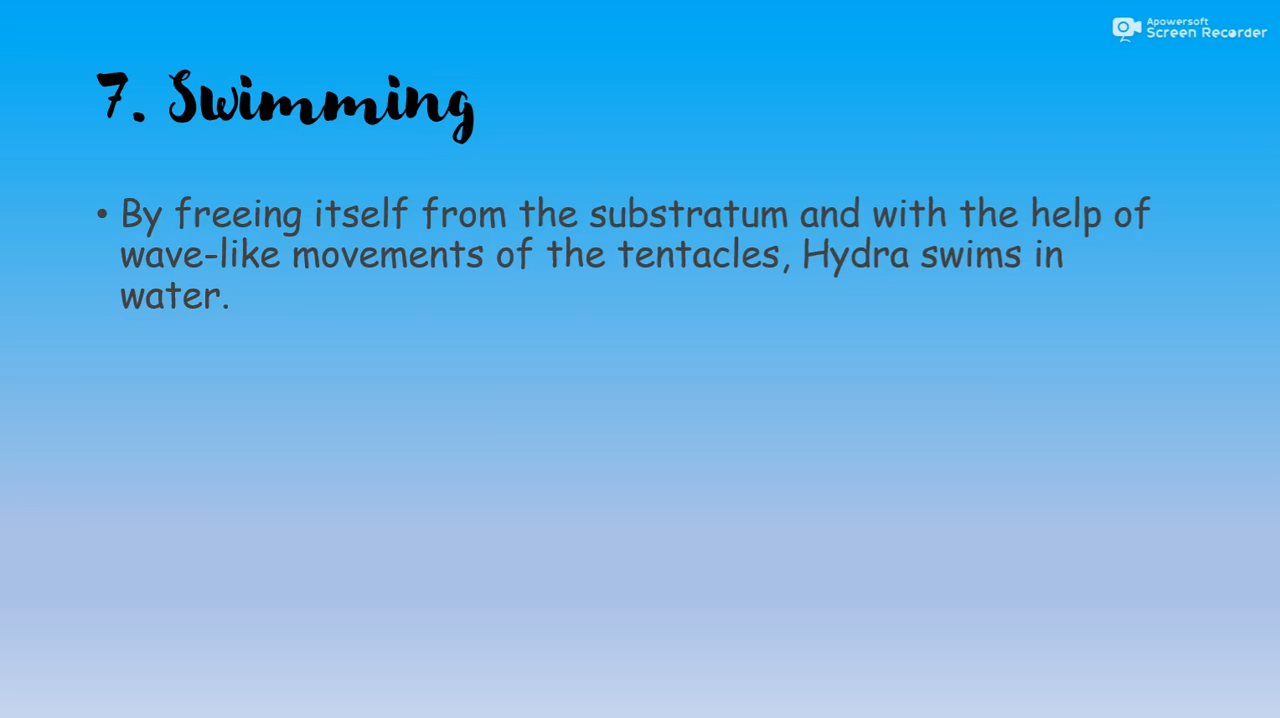 Apowersoft
Screen Recorder
7. Swimming
• By freeing itself from the substratum and with the help of
wave-like movements of the tentacles, Hydra swims in
water.